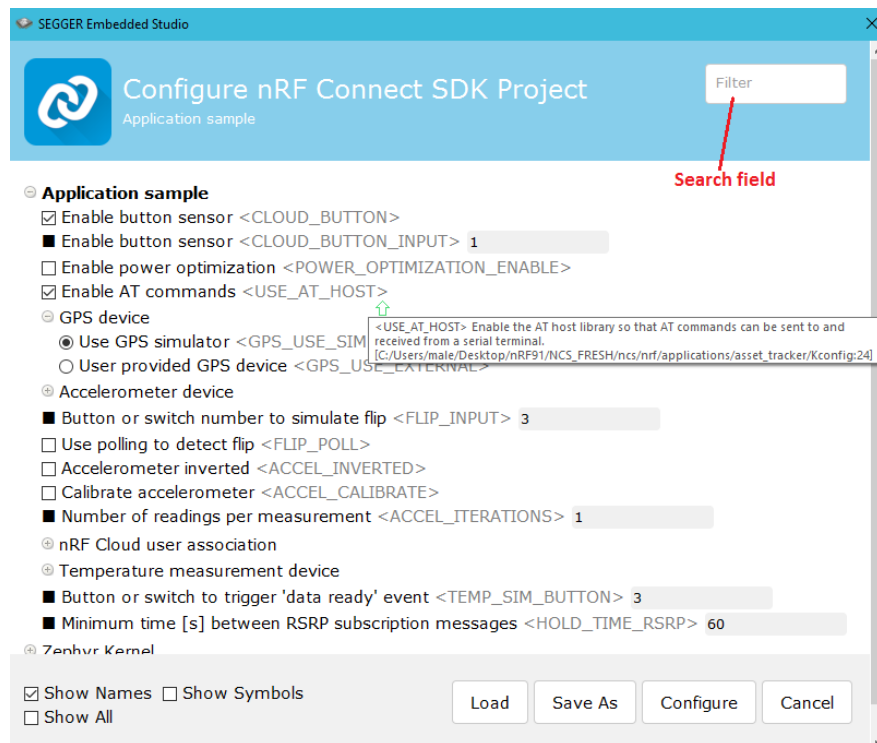 SEGGER Embedded Studio
Configure nRF Connect SDK Project
Application sample
Filter
Search field
Application sample
Enable button sensor <CLOUD_BUTTON>
Enable button sensor <CLOUD_BUTTON_INPUT> 1
Enable power optimization <POWER_OPTIMIZATION_ENABLE>
Enable AT commands <USE_AT_HOST>
<USE_AT_HOST> Enable the AT host library so that AT commands can be sent to and
received from a serial terminal.
[C:/Users/male/Desktop/nRF91/NCS_FRESH/ncs/nrf/applications/asset_tracker/Kconfig:24]
GPS device
Use GPS simulator <GPS_USE_SIM
User provided GPS device <GPS_USE_EXTERNAL>
Accelerometer device
Button or switch number to simulate flip <FLIP_INPUT> 3
Use polling to detect flip <FLIP_POLL>
Accelerometer inverted <ACCEL_INVERTED>
Calibrate accelerometer <ACCEL_CALIBRATE>
Number of readings per measurement <ACCEL_ITERATIONS> 1
nRF Cloud user association
Temperature measurement device
Button or switch to trigger 'data ready' event <TEMP_SIM_BUTTON> 3
Minimum time [s] between RSRP subscription messages <HOLD_TIME_RSRP> 60
Zephyr Kernel
Show Names Show Symbols
Show All
Load Save As Configure Cancel